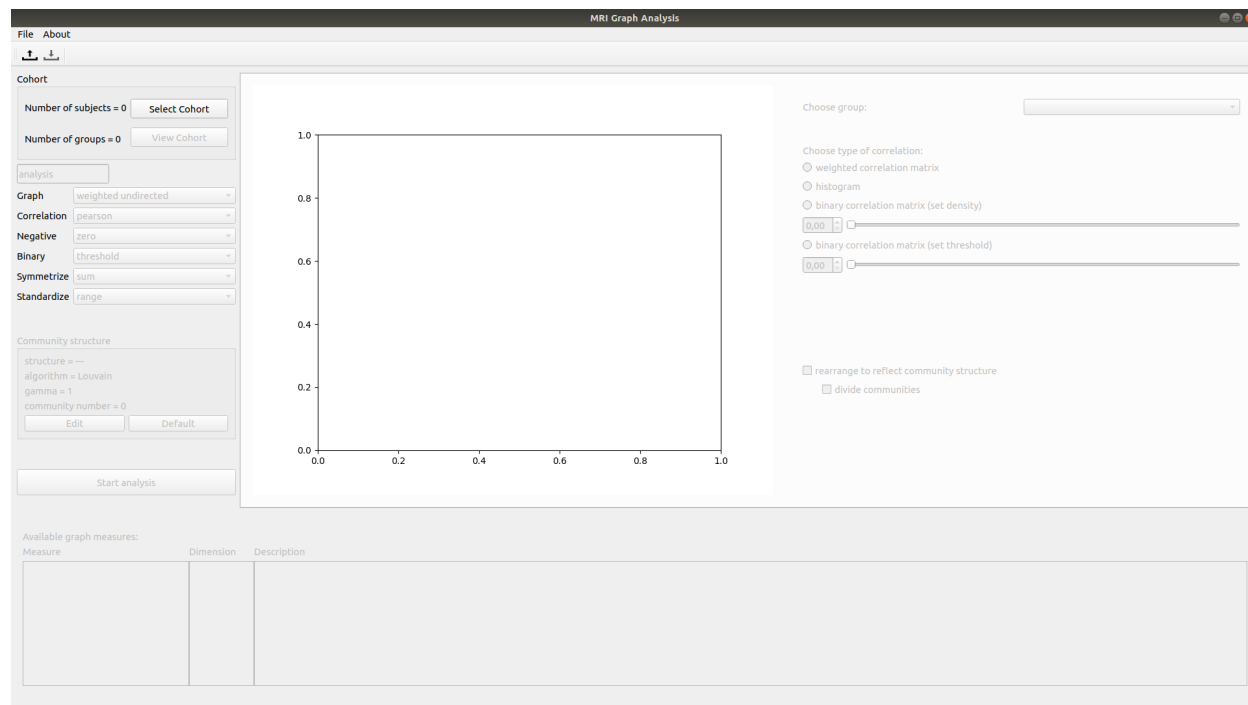 MRI Graph Analysis
File About
Cohort
Number of subjects = 0 Select Cohort
Number of groups = 0 View Cohort
analysis
Graph weighted undirected
Correlation pearson
Negative zero
Binary threshold
Symmetrize sum
Standardize range
Community structure
structure = ---
algorithm = Louvain
gamma = 1
community number = 0
Edit Default
Start analysis
1.0
0.8
0.6
0.4
0.2
0.0
0.0 0.2 0.4 0.6 0.8 1.0
Choose group:
Choose type of correlation:
weighted correlation matrix
histogram
binary correlation matrix (set density)
0,00
binary correlation matrix (set threshold)
0,00
rearrange to reflect community structure
divide communities
Available graph measures:
Measure Dimension Description